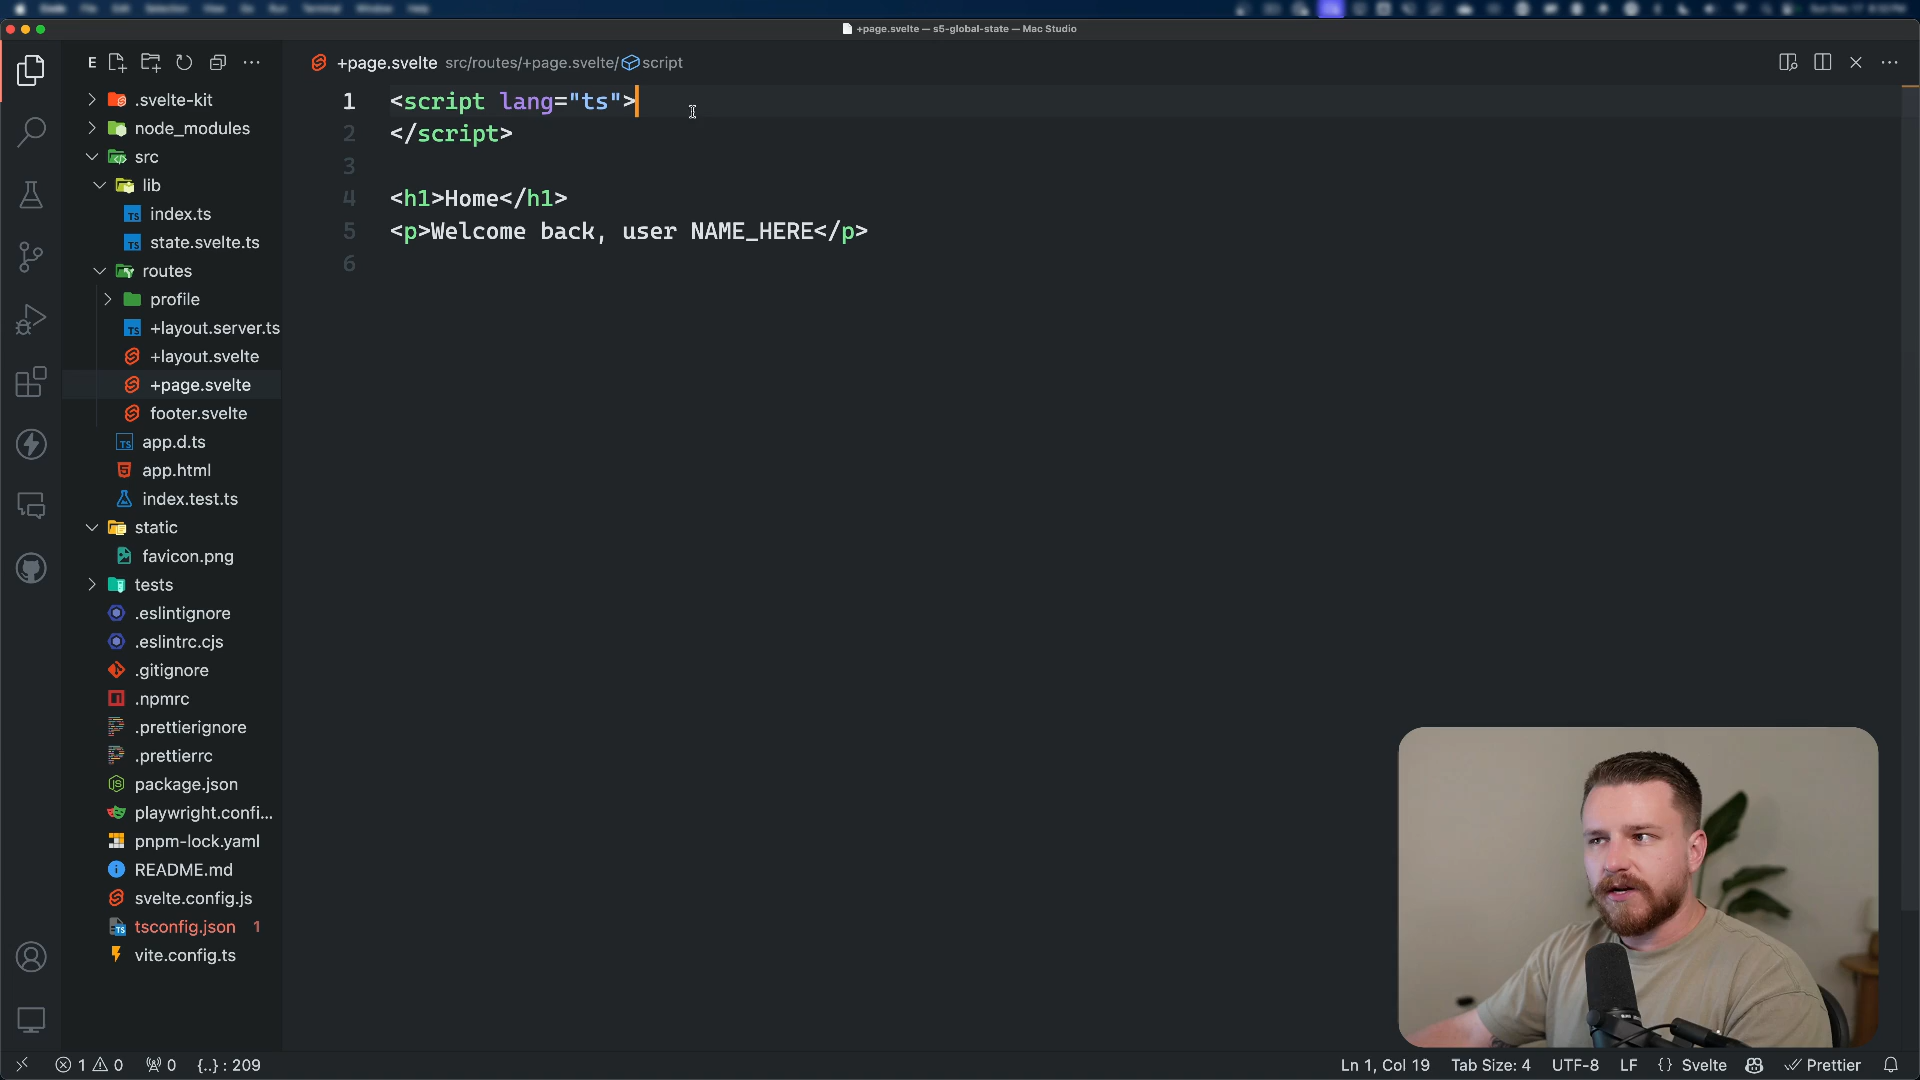 +page.svelte — s5-global-state — Mac Studio
E
+page.svelte src/routes/+page.svelte/ script
.svelte-kit
node_modules
src
lib
index.ts
state.svelte.ts
routes
profile
+layout.server.ts
+layout.svelte
+page.svelte
footer.svelte
app.d.ts
app.html
index.test.ts
static
favicon.png
tests
.eslintignore
.eslintrc.cjs
.gitignore
.npmrc
.prettierignore
.prettierrc
package.json
playwright.confi...
pnpm-lock.yaml
README.md
svelte.config.js
tsconfig.json 1
vite.config.ts
1 <script lang="ts">
2 </script>
3
4 <h1>Home</h1>
5 <p>Welcome back, user NAME_HERE</p>
6
1 0 0 {..} : 209
Ln 1, Col 19 Tab Size: 4 UTF-8 LF {} Svelte Prettier